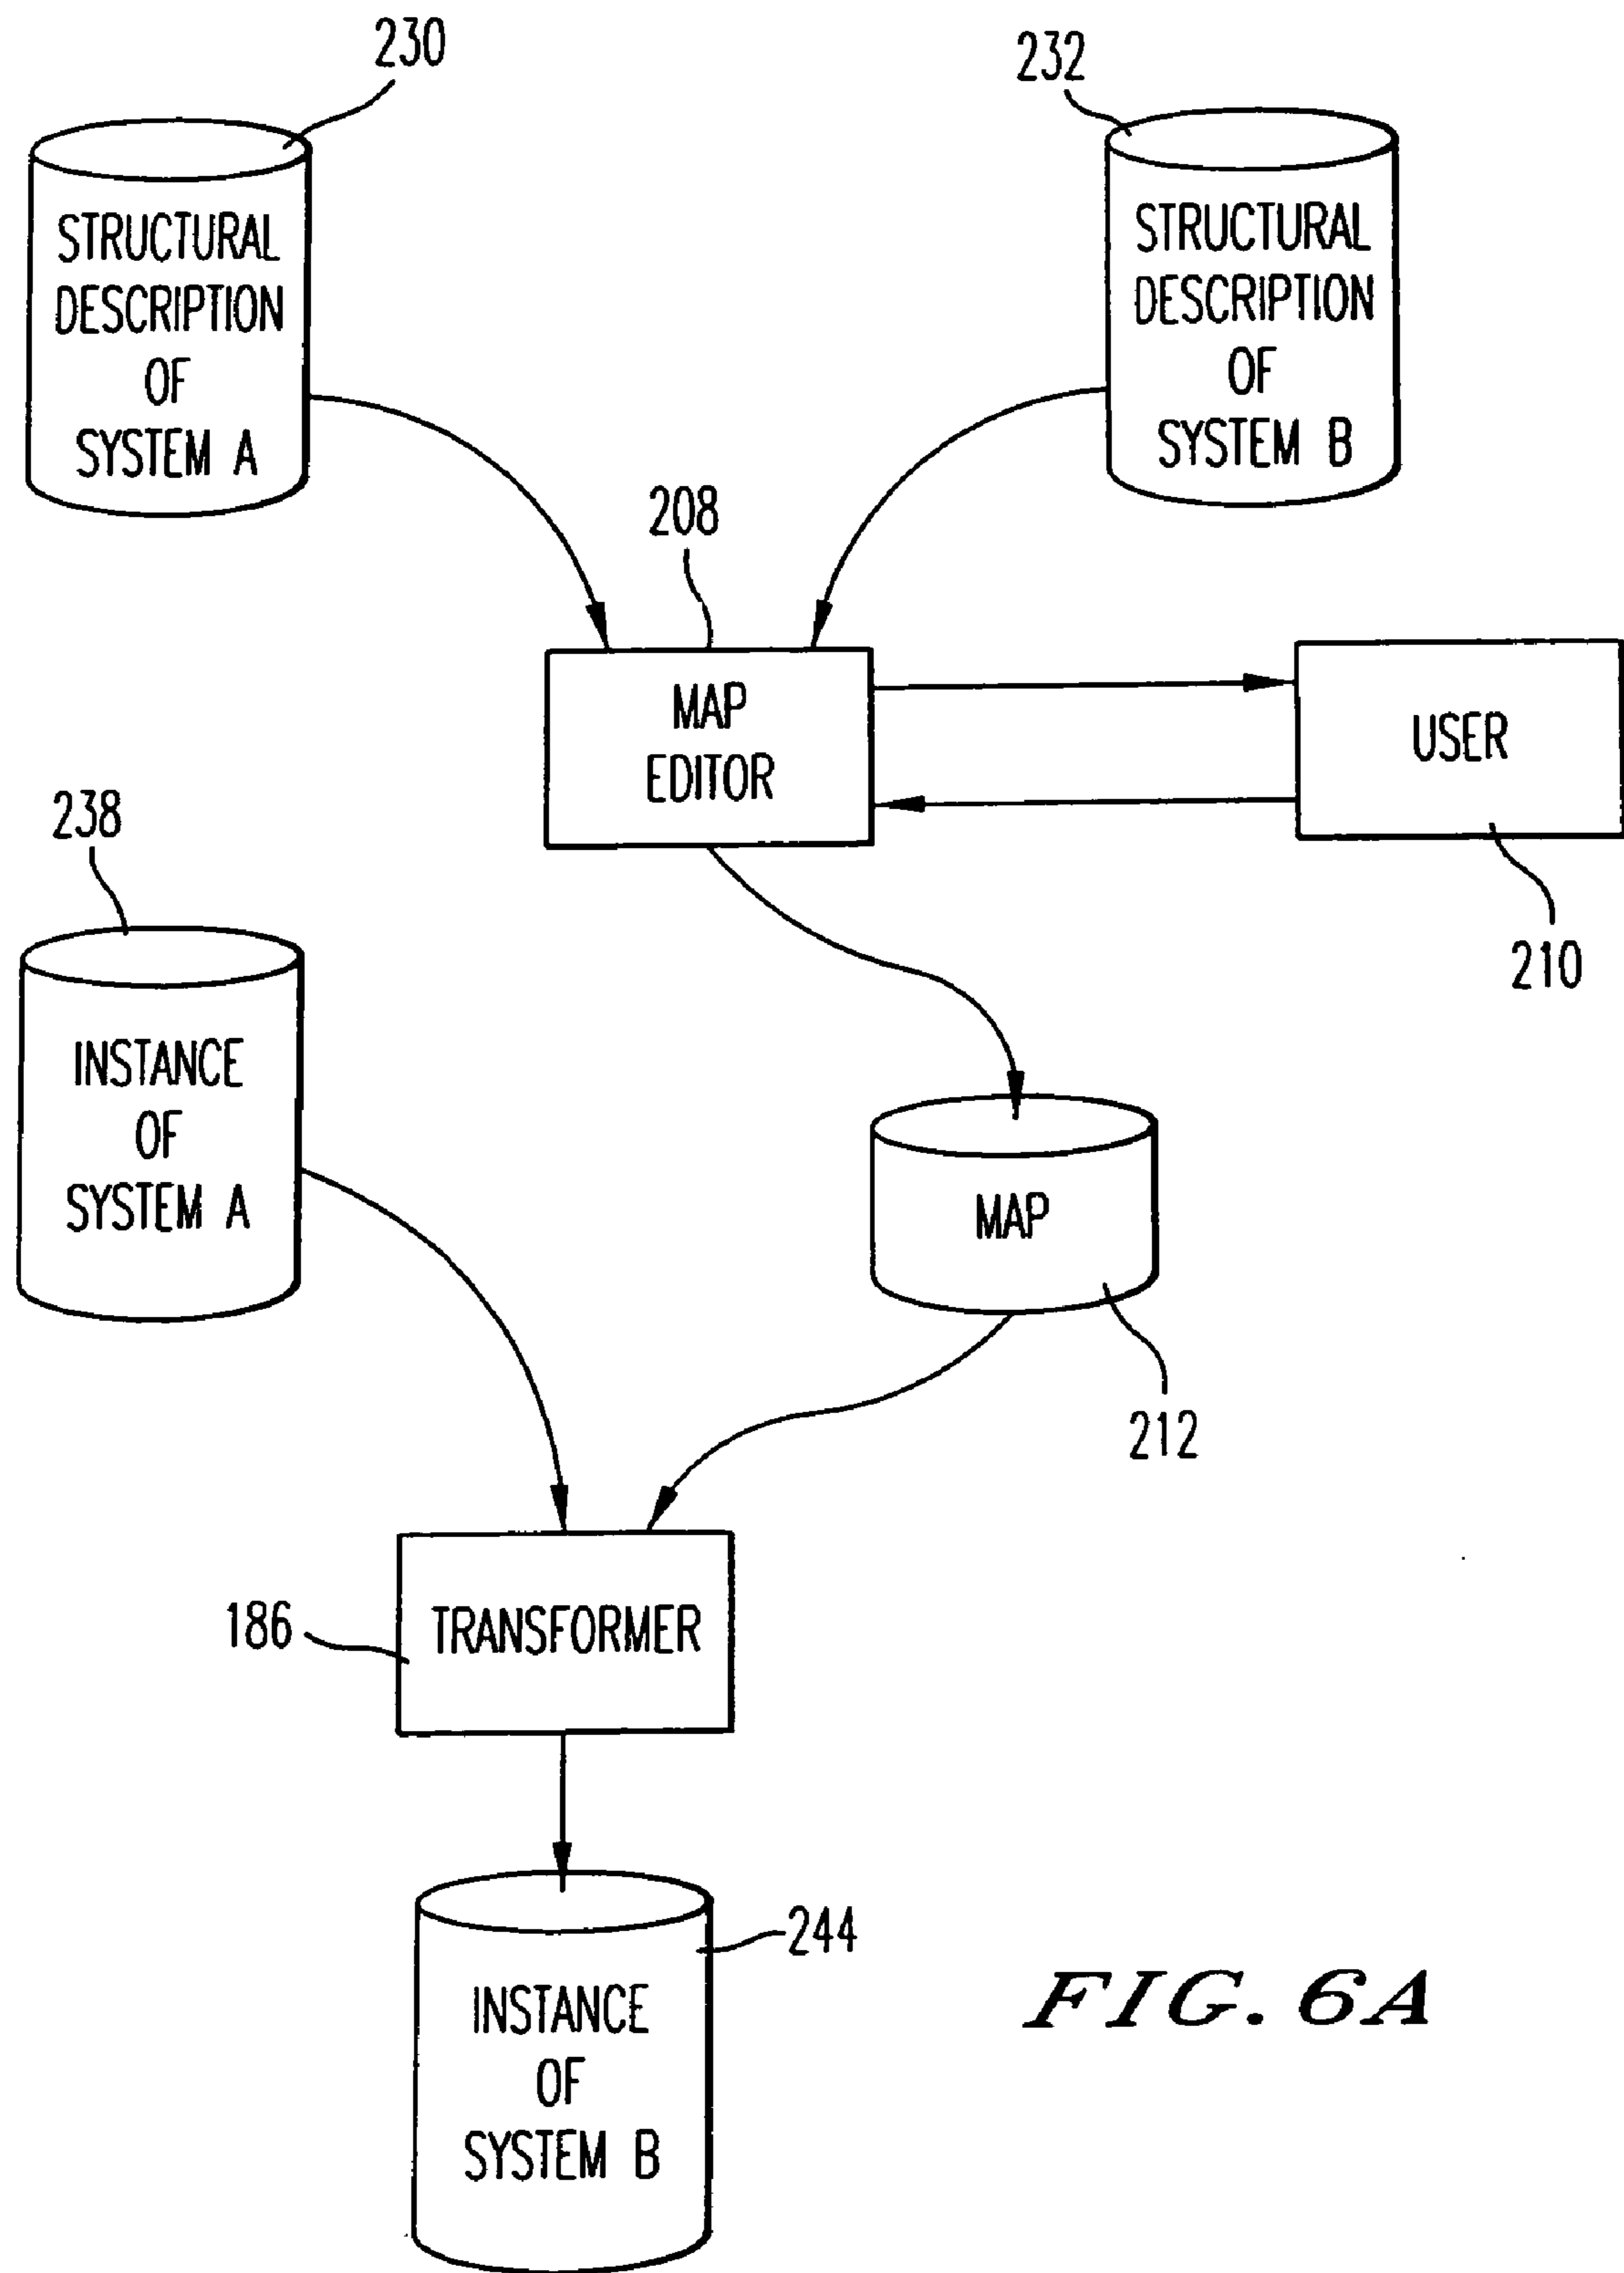 230
232
STRUCTURAL
DESCRIPTION
OF
SYSTEM A
STRUCTURAL
DESCRIPTION
OF
SYSTEM B
208
MAP
EDITOR
USER
210
238
INSTANCE
OF
SYSTEM A
MAP
212
186
TRANSFORMER
244
INSTANCE
OF
SYSTEM B
FIG. 6A